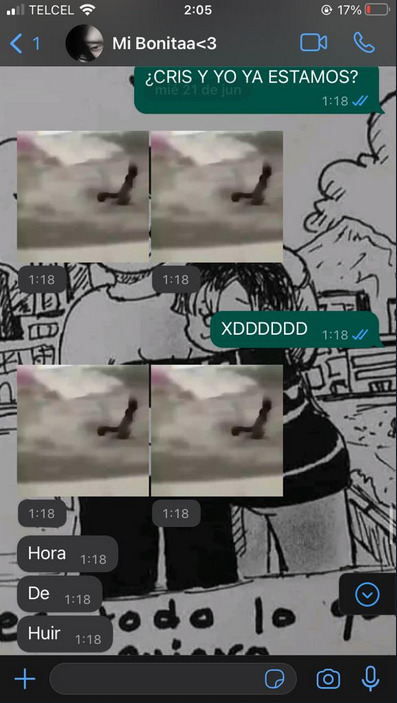 TELCEL 2:05 17%
1 Mi Bonitaa<3
¿CRIS Y YO YA ESTAMOS?
mié 21 de jun
1:18
1:18 1:18
XDDDDDD 1:18
1:18 1:18
Hora 1:18
De 1:18
todo lo q
Huir 1:18